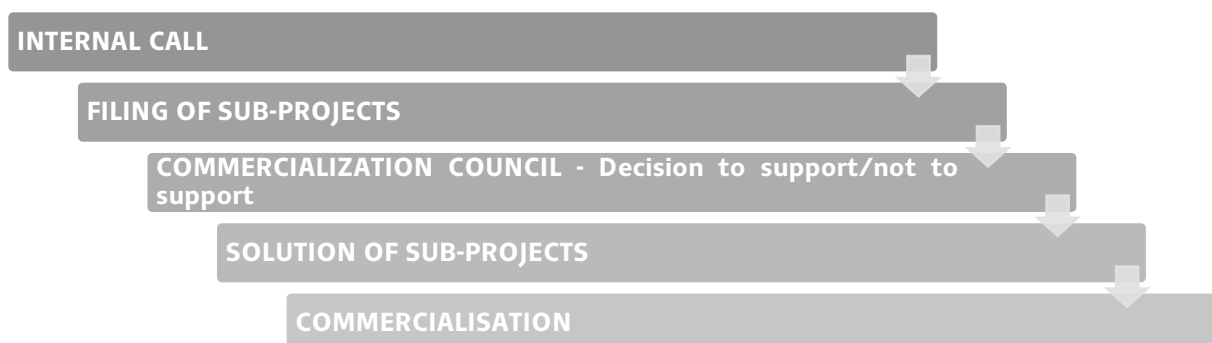 INTERNAL CALL
FILING OF SUB-PROJECTS
COMMERCIALIZATION COUNCIL - Decision to support/not to
support
SOLUTION OF SUB-PROJECTS
COMMERCIALISATION